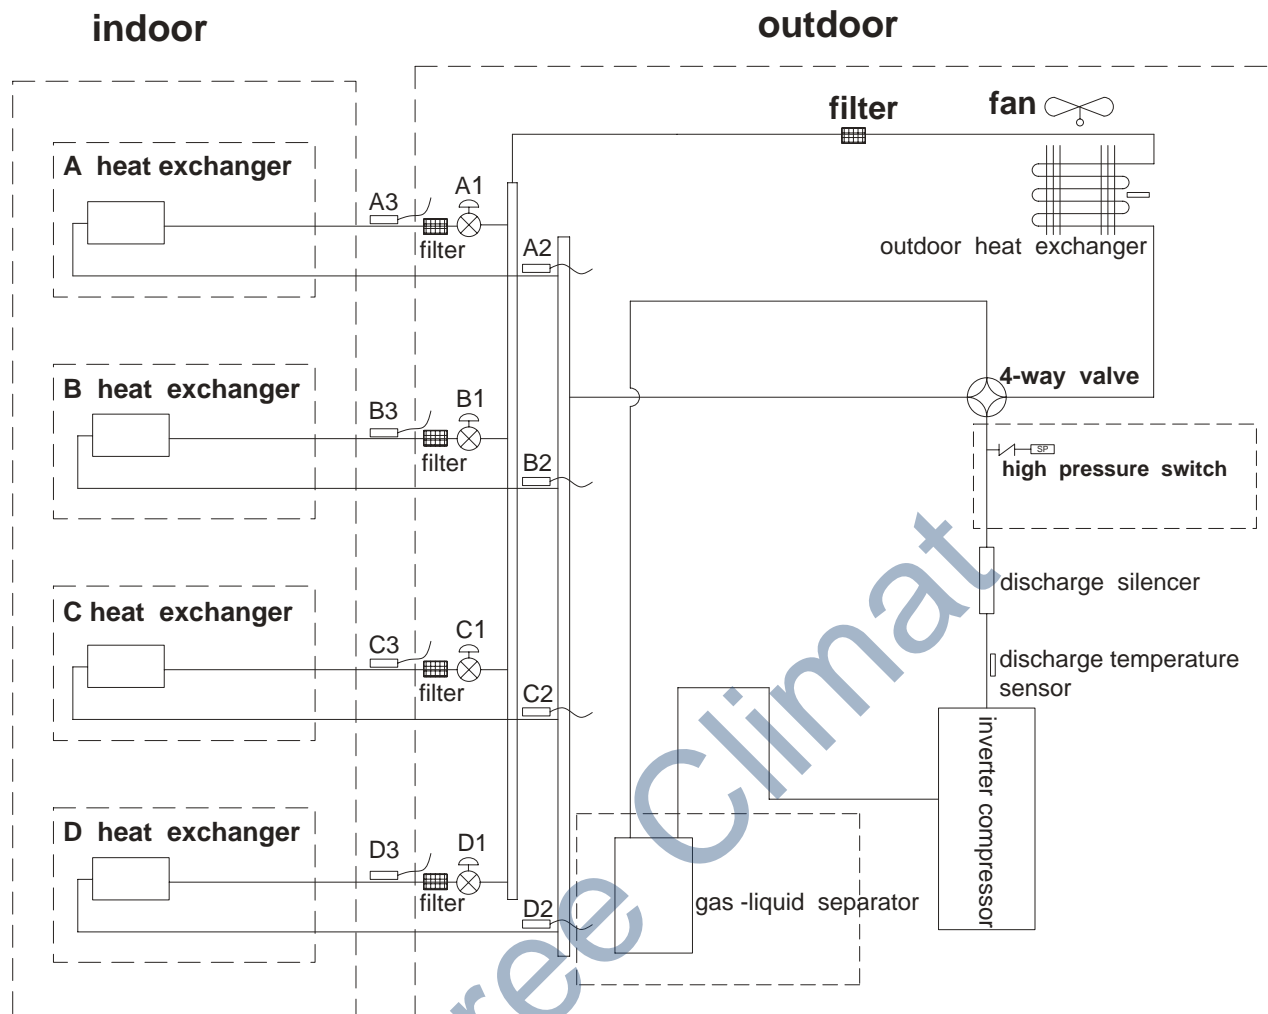 indoor
outdoor
filter
fan
A heat exchanger
A3
A1
filter
A2
outdoor heat exchanger
B heat exchanger
B3
B1
filter
B2
4-way valve
SP
high pressure switch
C heat exchanger
C3
C1
filter
C2
discharge silencer
discharge temperature
sensor
D heat exchanger
D3
D1
filter
D2
gas -liquid separator
inverter compressor
ree Climat